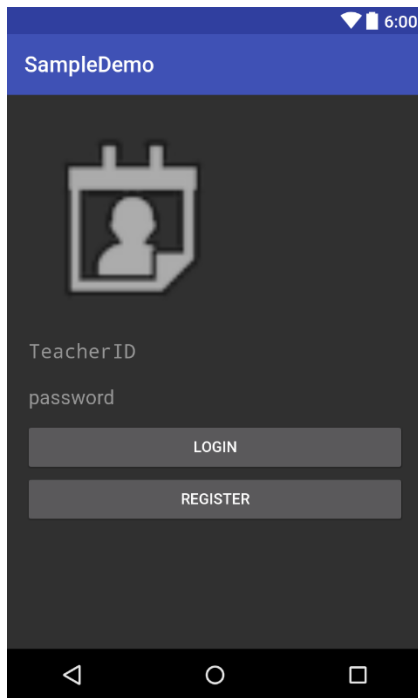 6:00
SampleDemo
TeacherID
password
LOGIN
REGISTER